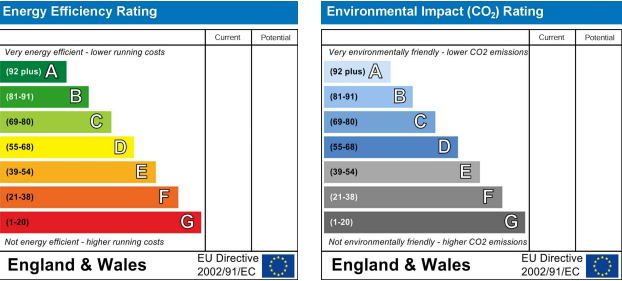 Energy Efficiency Rating
Current Potential
Very energy efficient - lower running costs
(92 plus) A
(81-91) B
(69-80) C
(55-68) D
(39-54) E
(21-38) F
(1-20) G
Not energy efficient - higher running costs
England & Wales
EU Directive
2002/91/EC
Environmental Impact (CO₂) Rating
Current Potential
Very environmentally friendly - lower CO2 emissions
(92 plus) A
(81-91) B
(69-80) C
(55-68) D
(39-54) E
(21-38) F
(1-20) G
Not environmentally friendly - higher CO2 emissions
England & Wales
EU Directive
2002/91/EC